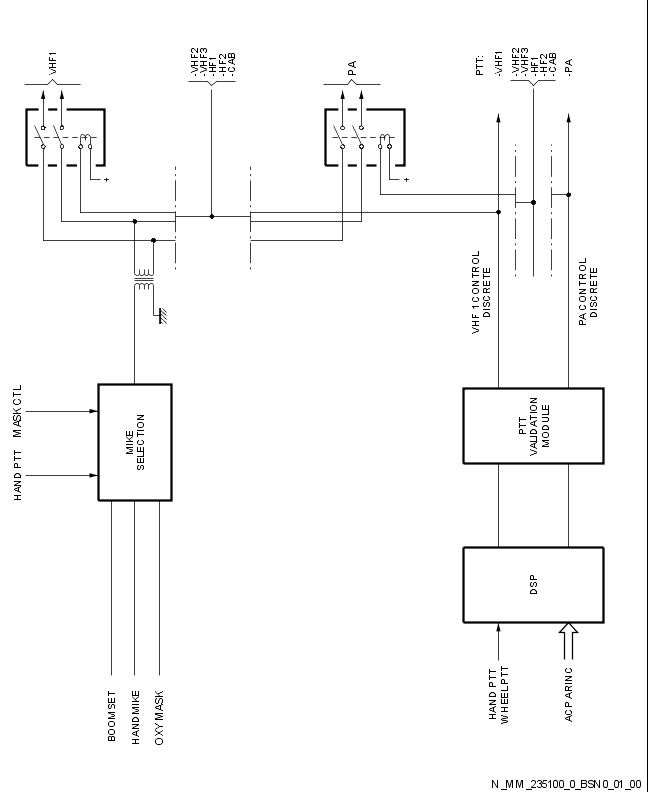 VHF1
-VHF2
-VHF3
-HF1
-HF2
-CAB
PA
PTT:
-VHF1
-VHF2
-VHF3
-HF1
-HF2
-CAB
-PA
+
+
VHF 1 CONTROL
DISCRETE
PA CONTROL
DISCRETE
HAND PTT
MASK CTL
MIKE
SELECTION
PTT
VALIDATION
MODULE
DSP
BOOMSET
HANDMIKE
OXY MASK
HAND PTT
WHEEL PTT
ACP ARINC
N_MM_235100_0_BSN0_01_00